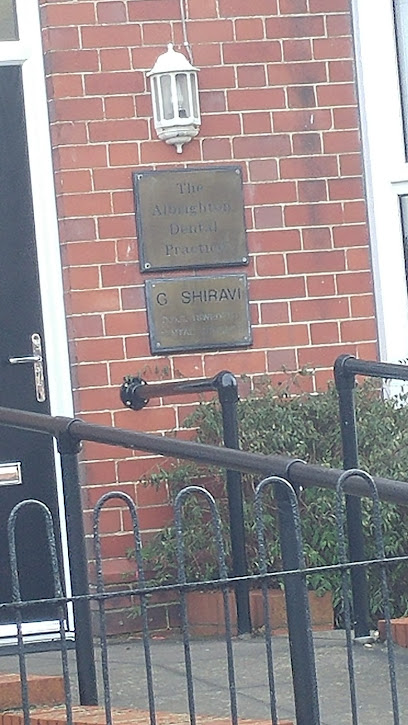 The
Albrighton
Dental
Practice
G SHIRAVI